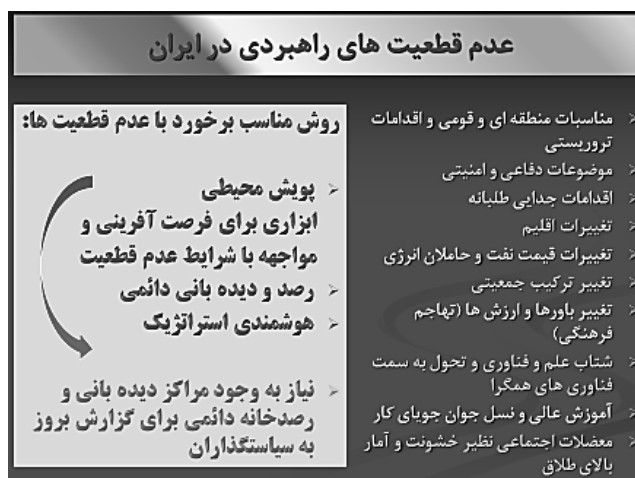 عدم قطعیت های راهبردی در ایران
مناسبات منطقه ای و قومی و اقدامات
تروریستی
موضوعات دفاعی و امنیتی
اقدامات جدایی طلبانه
تغییرات اقلیم
تغییرات قیمت نفت و حاملان انرژی
تغییر ترکیب جمعیتی
تغییر باورها و ارزش ها (تهاجم
فرهنگی)
شتاب علم و فناوری و تحول به سمت
فناوری های همگرا
آموزش عالی و نسل جوان جویای کار
معضلات اجتماعی نظیر خشونت و آمار
بالای طلاق
روش مناسب برخورد با عدم قطعیت ها:
پویش محیطی
ابزاری برای فرصت آفرینی و
مواجهه با شرایط عدم قطعیت
رصد و دیده بانی دائمی
هوشمندی استراتژیک
نیاز به وجود مراکز دیده بانی و
رصدخانه دائمی برای گزارش بروز
به سیاستگذاران